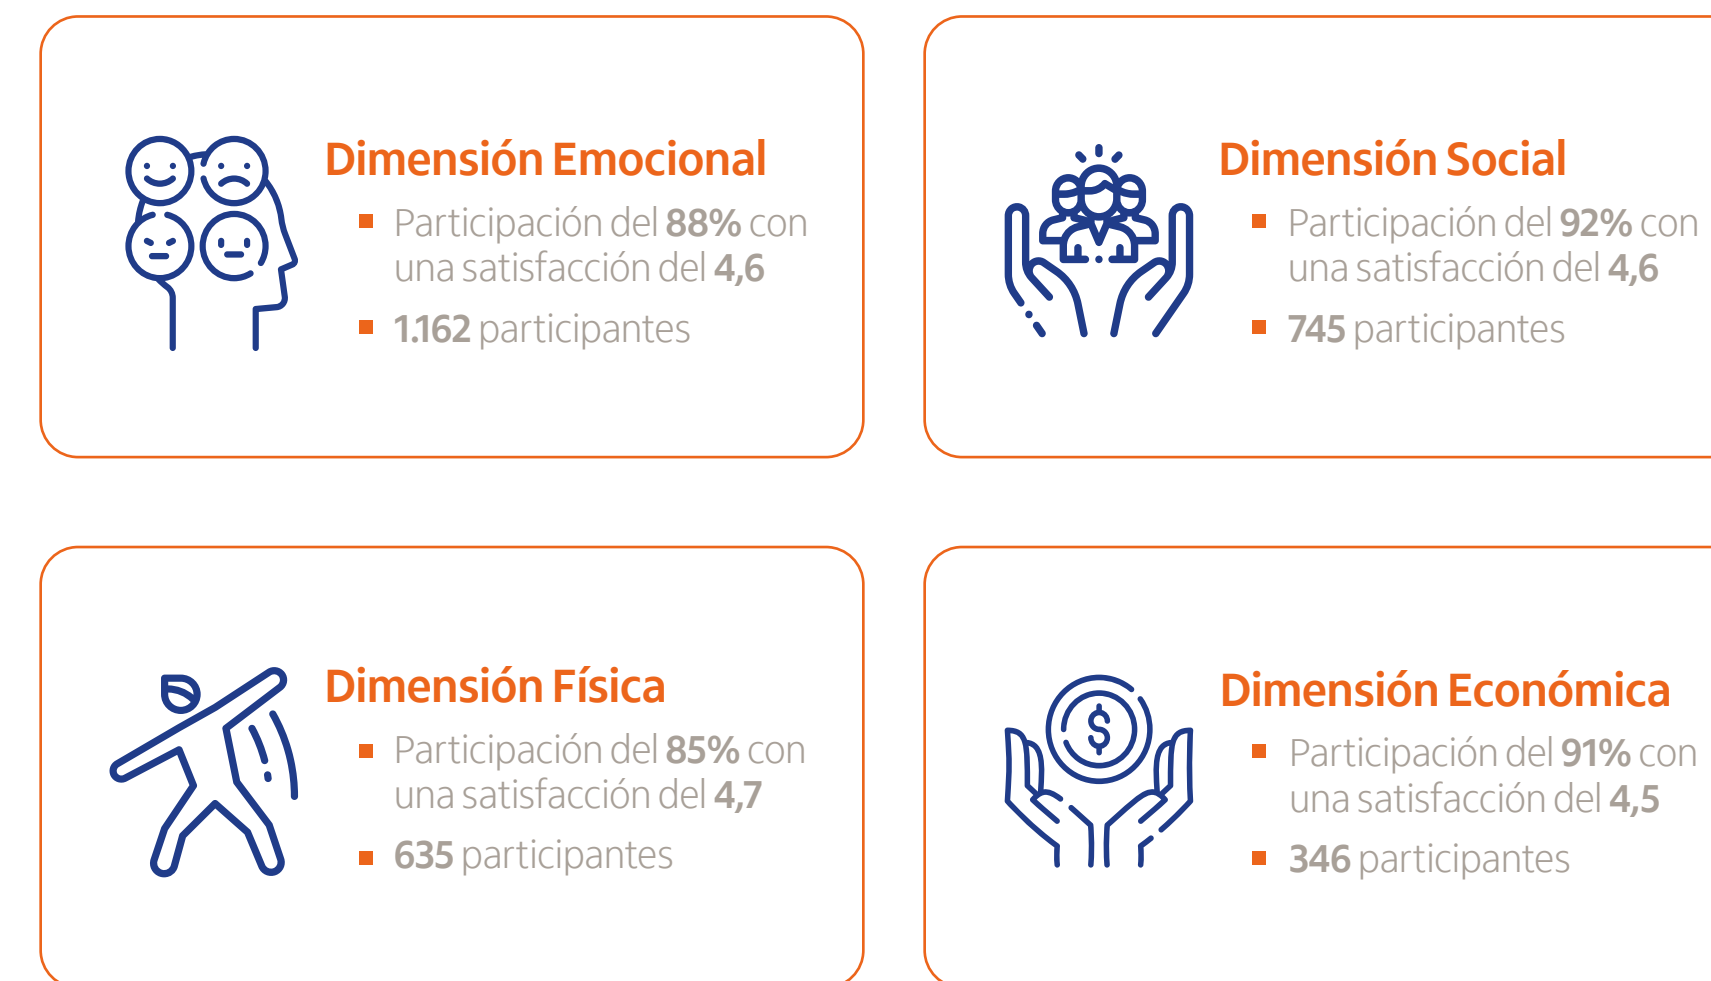 Dimensión Emocional
Participación del 88% con
una satisfacción del 4,6
1.162 participantes
Dimensión Social
Participación del 92% con
una satisfacción del 4,6
745 participantes
Dimensión Física
Participación del 85% con
una satisfacción del 4,7
635 participantes
Dimensión Económica
Participación del 91% con
una satisfacción del 4,5
346 participantes